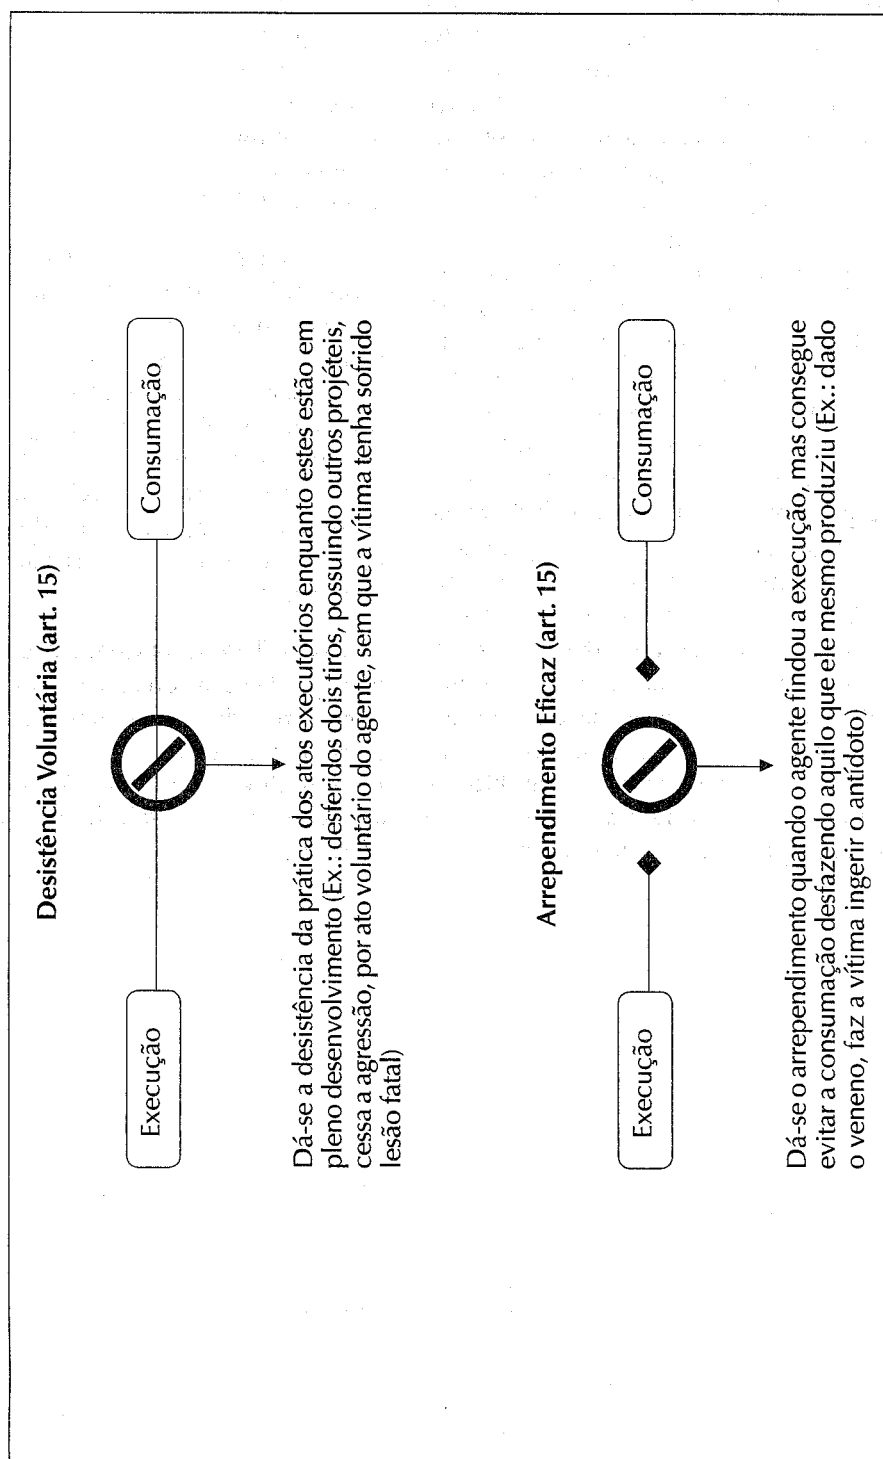 Desistência Voluntária (art. 15)
Execução
Consumação
Dá-se a desistência da prática dos atos executórios enquanto estes estão em
pleno desenvolvimento (Ex.: desferidos dois tiros, possuindo outros projéteis,
cessa a agressão, por ato voluntário do agente, sem que a vítima tenha sofrido
lesão fatal)
Arrependimento Eficaz (art. 15)
Execução
Consumação
Dá-se o arrependimento quando o agente findou a execução, mas consegue
evitar a consumação desfazendo aquilo que ele mesmo produziu (Ex.: dado
o veneno, faz a vítima ingerir o antídoto)